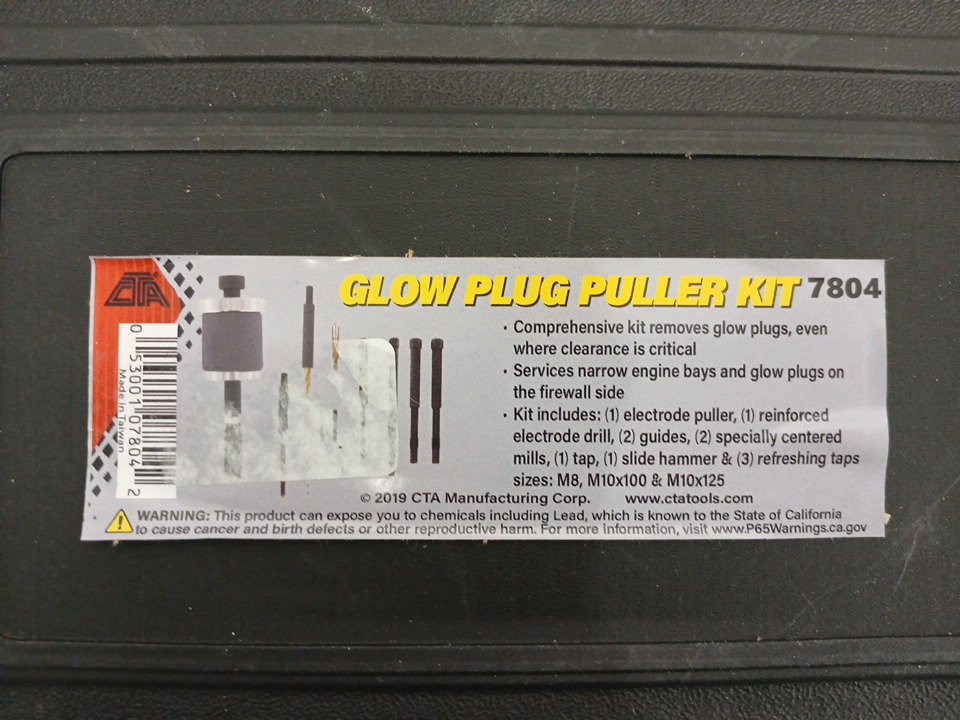 CTA
GLOW PLUG PULLER KIT 7804
• Comprehensive kit removes glow plugs, even
where clearance is critical
• Services narrow engine bays and glow plugs on
the firewall side
• Kit includes: (1) electrode puller, (1) reinforced
electrode drill, (2) guides, (2) specially centered
mills, (1) tap, (1) slide hammer & (3) refreshing taps
sizes: M8, M10x100 & M10x125
0 53001 07804 2
Made in Taiwan
© 2019 CTA Manufacturing Corp. www.ctatools.com
WARNING: This product can expose you to chemicals including Lead, which is known to the State of California
to cause cancer and birth defects or other reproductive harm. For more information, visit www.P65Warnings.ca.gov